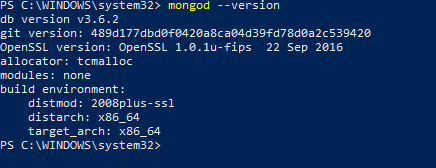 PS C:\WINDOWS\system32> mongod --version
db version v3.6.2
git version: 489d177dbd0f0420a8ca04d39fd78d0a2c539420
OpenSSL version: OpenSSL 1.0.1u-fips  22 Sep 2016
allocator: tcmalloc
modules: none
build environment:
    distmod: 2008plus-ssl
    distarch: x86_64
    target_arch: x86_64
PS C:\WINDOWS\system32>